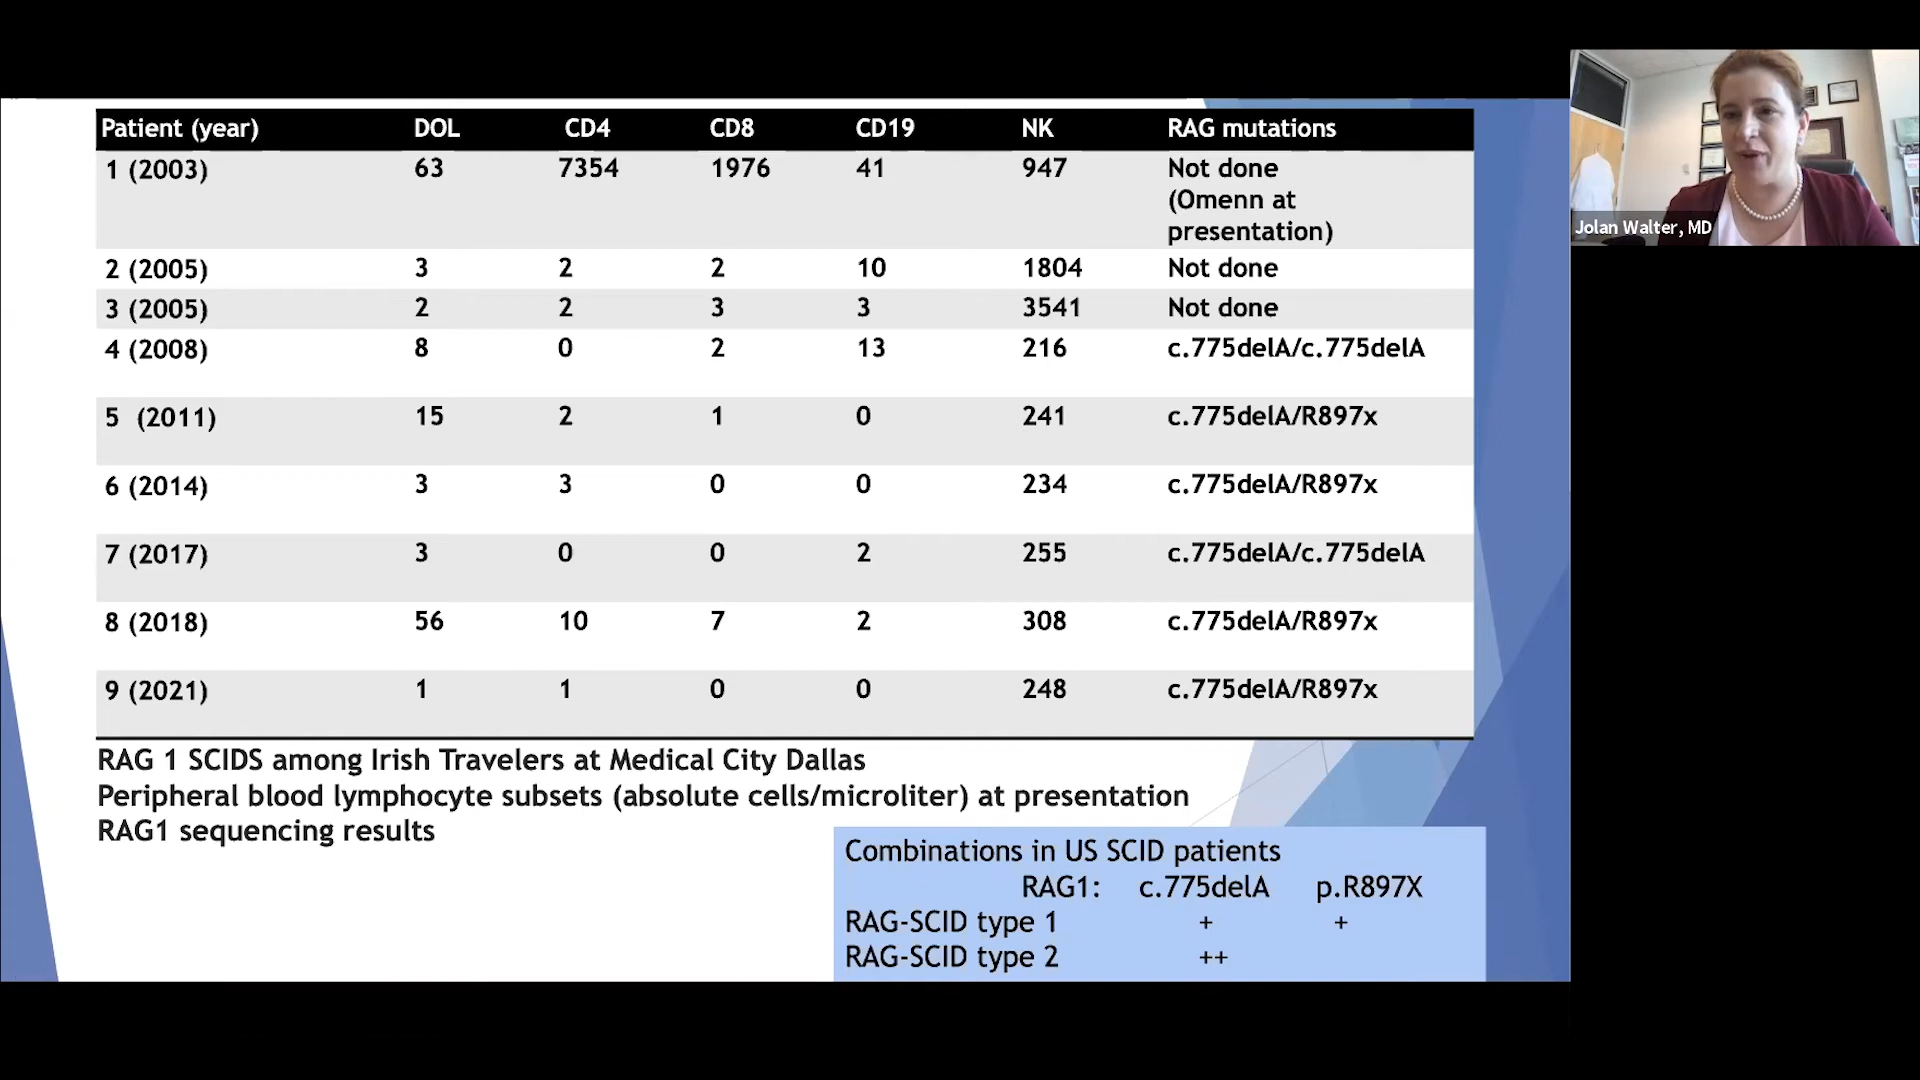 Patient (year) DOL CD4 CD8 CD19 NK RAG mutations
1 (2003) 63 7354 1976 41 947 Not done
(Omenn at
presentation)
2 (2005) 3 2 2 10 1804 Not done
3 (2005) 2 2 3 3 3541 Not done
4 (2008) 8 0 2 13 216 c.775delA/c.775delA
5 (2011) 15 2 1 0 241 c.775delA/R897x
6 (2014) 3 3 0 0 234 c.775delA/R897x
7 (2017) 3 0 0 2 255 c.775delA/c.775delA
8 (2018) 56 10 7 2 308 c.775delA/R897x
9 (2021) 1 1 0 0 248 c.775delA/R897x
RAG 1 SCIDS among Irish Travelers at Medical City Dallas
Peripheral blood lymphocyte subsets (absolute cells/microliter) at presentation
RAG1 sequencing results
Combinations in US SCID patients
RAG1: c.775delA p.R897X
RAG-SCID type 1 + +
RAG-SCID type 2 ++
Jolan Walter, MD